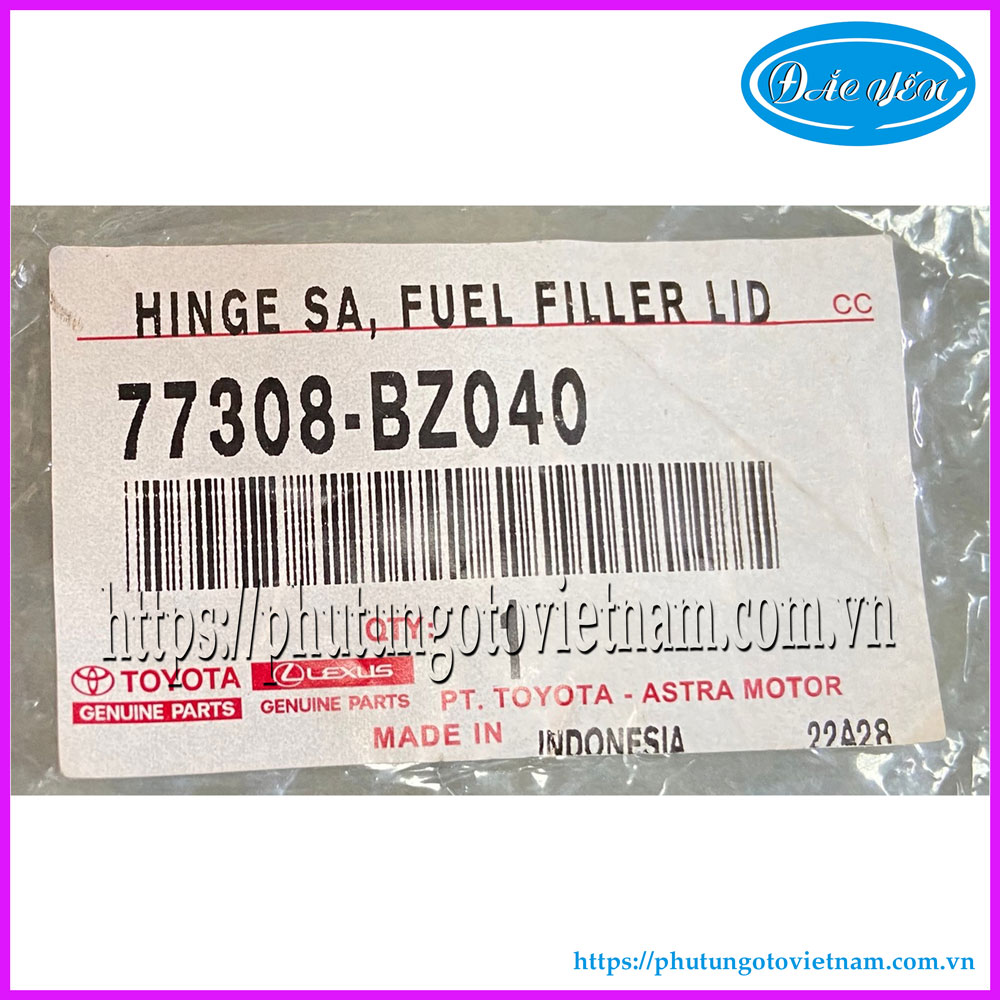 ĐẮC YẾN
HINGE SA, FUEL FILLER LID CC
77308-BZ040
https://phutungotovietnam.com.vn
QTY: 1
TOYOTA LEXUS
GENUINE PARTS GENUINE PARTS PT. TOYOTA - ASTRA MOTOR
MADE IN INDONESIA 22A28
https://phutungotovietnam.com.vn